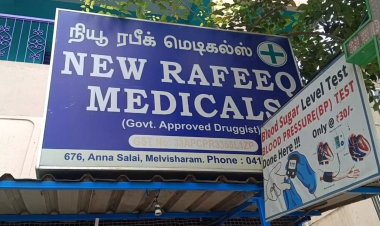 நியூ ரபீக் மெடிகல்ஸ்
NEW RAFEEQ
MEDICALS
(Govt. Approved Druggist)
676, Anna Salai, Melvisharam. Phone : 041
Blood Sugar Level Test
BLOOD PRESSURE(BP) TEST
Done Here !!
Only @ ₹30/-